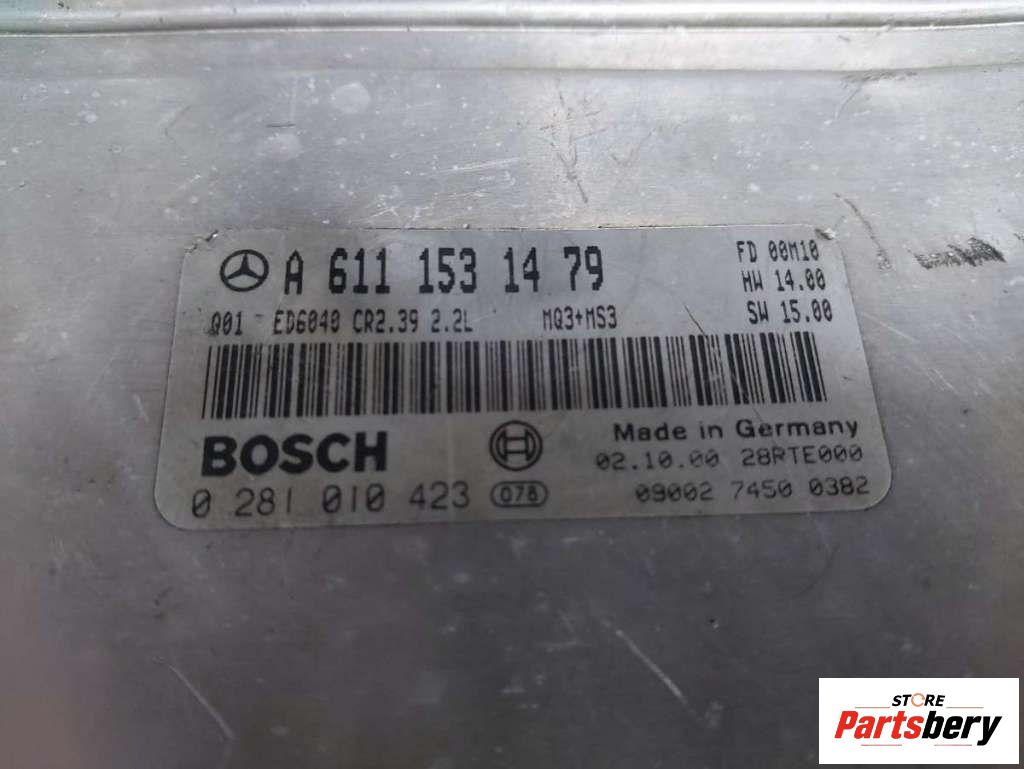 A 611 153 14 79
FD 00M10
HW 14.00
SW 15.00
Q01 ED6040 CR2.39 2.2L MQ3+MS3
BOSCH
Made in Germany
02.10.00 28RTE000
0 281 010 423 078
09002 7450 0382
STORE
Partsbery